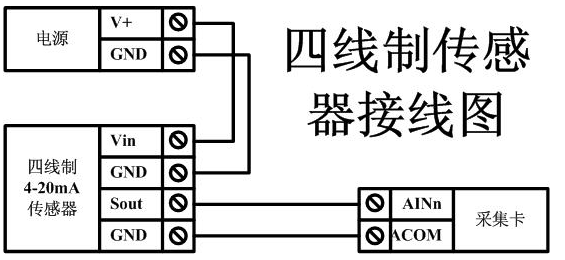 四线制传感
器接线图
电源
V+
GND
四线制
4-20mA
传感器
Vin
GND
Sout
GND
AINn
ACOM
采集卡